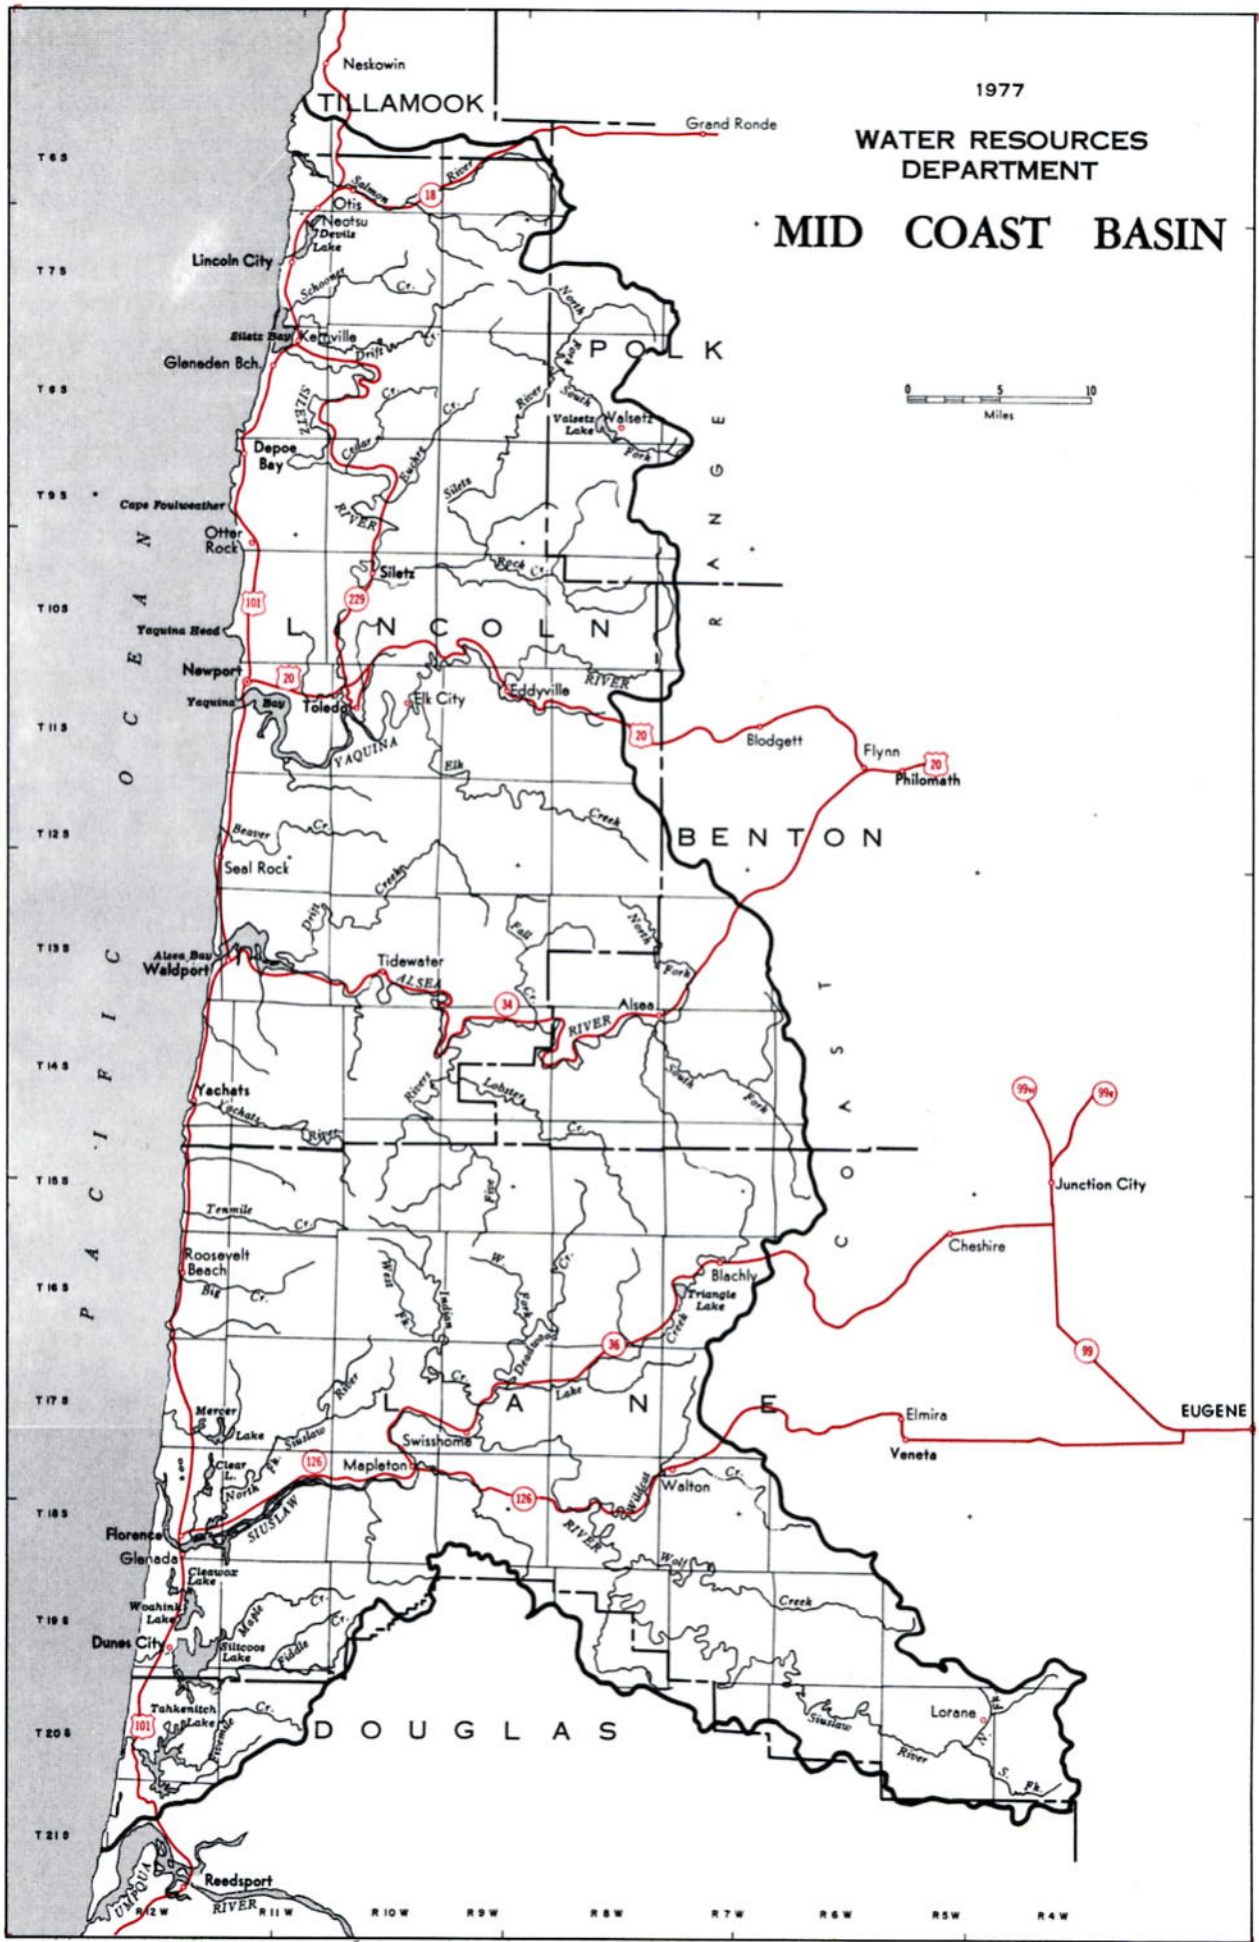 1977
WATER RESOURCES
DEPARTMENT
MID COAST BASIN
Neskowin
TILLAMOOK
Grand Ronde
T 6 S
Salmon
River
18
Otis
Neotsu
Devils
Lake
Lincoln City
T 7 S
Schooner
Cr.
North
Fork
Siletz Bay
Kernville
Drift
Cr.
POLK
Gleneden Bch.
0 5 10
Miles
T 6 S
SILETZ
Cr.
Cr.
River
South
Valsetz
Lake
Valsetz
Fork
Depoe
Bay
Cedar
Euchre
T 9 S
Siletz
Cape Foulweather
RIVER
Otter
Rock
Rock Cr.
Siletz
COAST RANGE
PACIFIC OCEAN
T 10 S
101
229
Yaquina Head
LINCOLN
Newport
20
RIVER
Eddyville
Yaquina Bay
Toledo
Elk City
T 11 S
20
Blodgett
Flynn
20
Philomath
YAQUINA
Elk
Creek
T 12 S
Beaver
Cr.
BENTON
Seal Rock
Creek
Drift
Fall
Cr.
North
Fork
T 13 S
Alsea Bay
Waldport
Tidewater
ALSEA
34
RIVER
Alsea
T 14 S
Rivers
Lobster
Cr.
South
Fork
Yachats
Yachats
River
99W
99E
T 15 S
Five
Junction City
Tenmile
Cr.
Cheshire
Roosevelt
Beach
T 16 S
Big
Cr.
West
Fk.
Indian
Cr.
W.
Fork
Deadwood
Cr.
Blachly
Triangle
Lake
Creek
36
99
Lake
T 17 S
LANE
River
Mercer
Lake
Siuslaw
Fk.
North
Elmira
EUGENE
Veneta
Swisshome
Clear
L.
126
Mapleton
Walton
Cr.
Wildcat
126
T 18 S
SIUSLAW
RIVER
Florence
Glenada
Wolf
Creek
Cleawox
Lake
Woahink
Lake
T 19 S
Maple
Cr.
Cr.
Dunes City
Siltcoos
Lake
Fiddle
Tahkenitch
Lake
Cr.
Fivemile
Lorane
N.
Fk.
Siuslaw
River
S.
Fk.
T 20 S
101
DOUGLAS
T 21 S
Reedsport
UMPQUA
RIVER
R 12 W R 11 W R 10 W R 9 W R 8 W R 7 W R 6 W R 5 W R 4 W